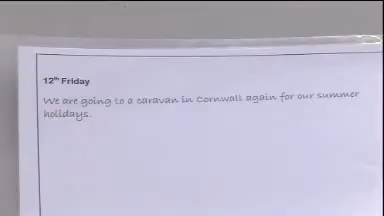 12th Friday
We are going to a caravan in Cornwall again for our summer
holidays.